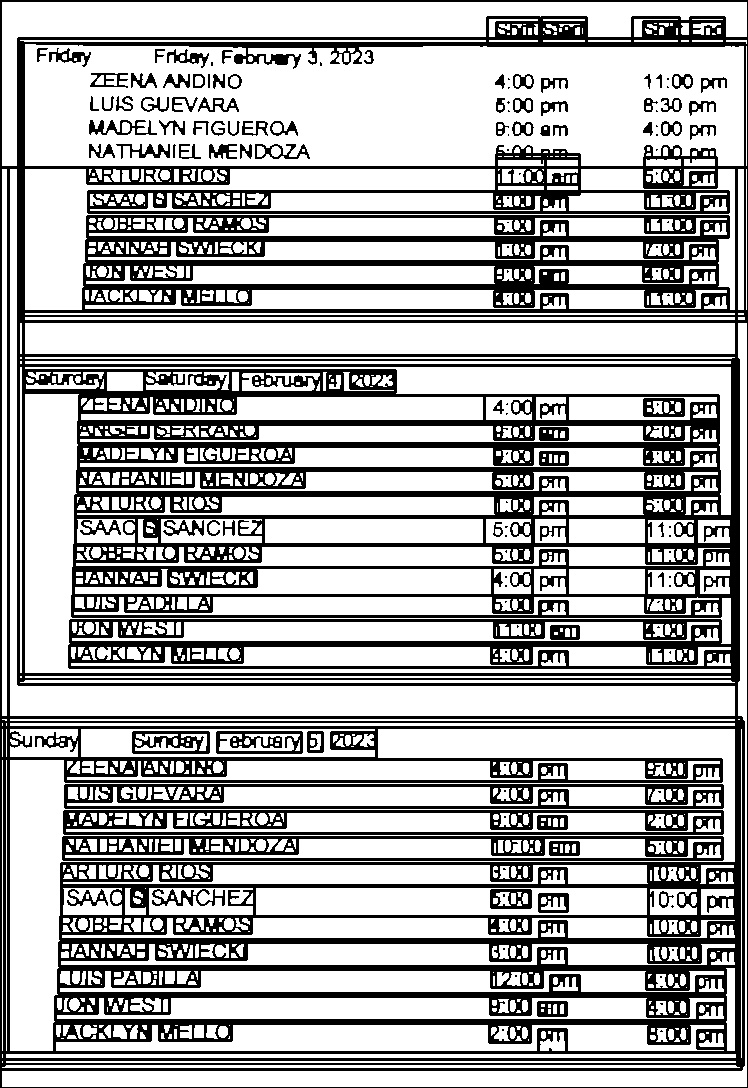 Shift Start Shift End
Friday Friday, February 3, 2023
ZEENA ANDINO 4:00 pm 11:00 pm
LUIS GUEVARA 5:00 pm 8:30 pm
MADELYN FIGUEROA 9:00 am 4:00 pm
NATHANIEL MENDOZA 5:00 pm 8:00 pm
ARTURO RIOS 11:00 am 5:00 pm
ISAAC S SANCHEZ 4:00 pm 11:00 pm
ROBERTO RAMOS 5:00 pm 11:00 pm
HANNAH SWIECKI 1:00 pm 7:00 pm
JON WEST 9:00 am 4:00 pm
JACKLYN MELLO 4:00 pm 11:00 pm
Saturday Saturday, February 4, 2023
ZEENA ANDINO 4:00 pm 8:00 pm
ANGEL SERRANO 9:00 am 2:00 pm
MADELYN FIGUEROA 9:00 am 4:00 pm
NATHANIEL MENDOZA 5:00 pm 9:00 pm
ARTURO RIOS 1:00 pm 5:00 pm
ISAAC S SANCHEZ 5:00 pm 11:00 pm
ROBERTO RAMOS 5:00 pm 11:00 pm
HANNAH SWIECKI 4:00 pm 11:00 pm
LUIS PADILLA 5:00 pm 7:00 pm
JON WEST 11:00 am 4:00 pm
JACKLYN MELLO 4:00 pm 11:00 pm
Sunday Sunday, February 5, 2023
ZEENA ANDINO 4:00 pm 9:00 pm
LUIS GUEVARA 2:00 pm 7:00 pm
MADELYN FIGUEROA 9:00 am 2:00 pm
NATHANIEL MENDOZA 10:00 am 5:00 pm
ARTURO RIOS pm 10:00 pm
ISAAC S SANCHEZ 5:00 pm 10:00 pm
ROBERTO RAMOS 4:00 pm 10:00 pm
HANNAH SWIECKI pm 10:00 pm
LUIS PADILLA 12:00 pm 4:00 pm
JON WEST 9:00 am 4:00 pm
JACKLYN MELLO 2:00 pm 8:00 pm